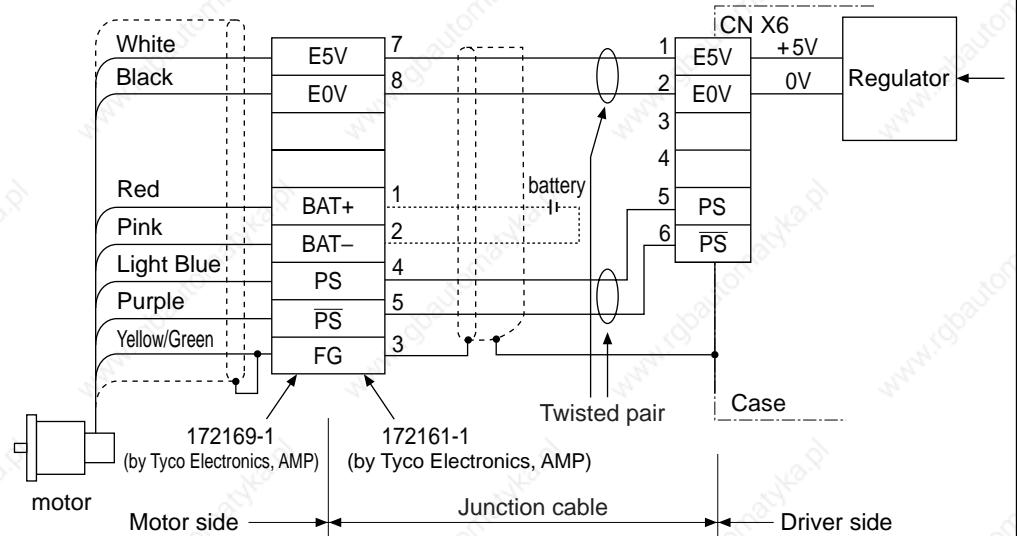 CN X6
White
E5V
7
1
E5V
+5V
Regulator
Black
E0V
8
2
E0V
0V
3
4
Red
BAT+
1
battery
5
PS
Pink
BAT–
2
6
P̅S̅
Light Blue
PS
4
Purple
P̅S̅
5
Yellow/Green
FG
3
Twisted pair
Case
172169-1
(by Tyco Electronics, AMP)
172161-1
(by Tyco Electronics, AMP)
motor
Motor side
Junction cable
Driver side
www.rgbautomatyka.pl